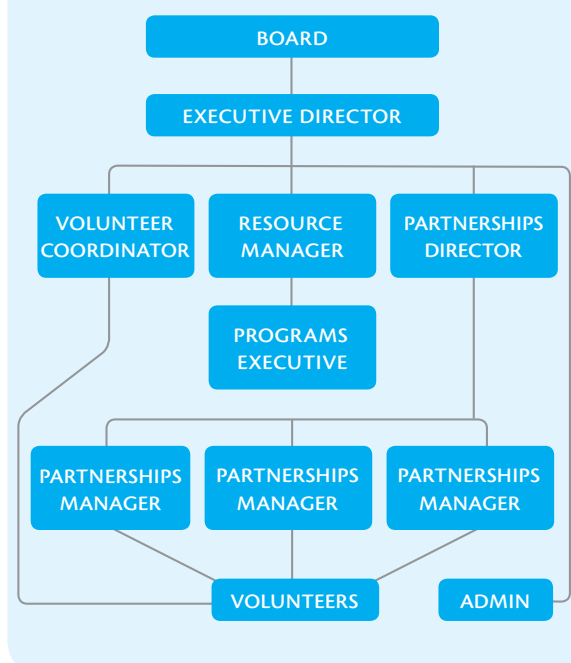 BOARD
EXECUTIVE DIRECTOR
VOLUNTEER
COORDINATOR
RESOURCE
MANAGER
PARTNERSHIPS
DIRECTOR
PROGRAMS
EXECUTIVE
PARTNERSHIPS
MANAGER
PARTNERSHIPS
MANAGER
PARTNERSHIPS
MANAGER
VOLUNTEERS
ADMIN